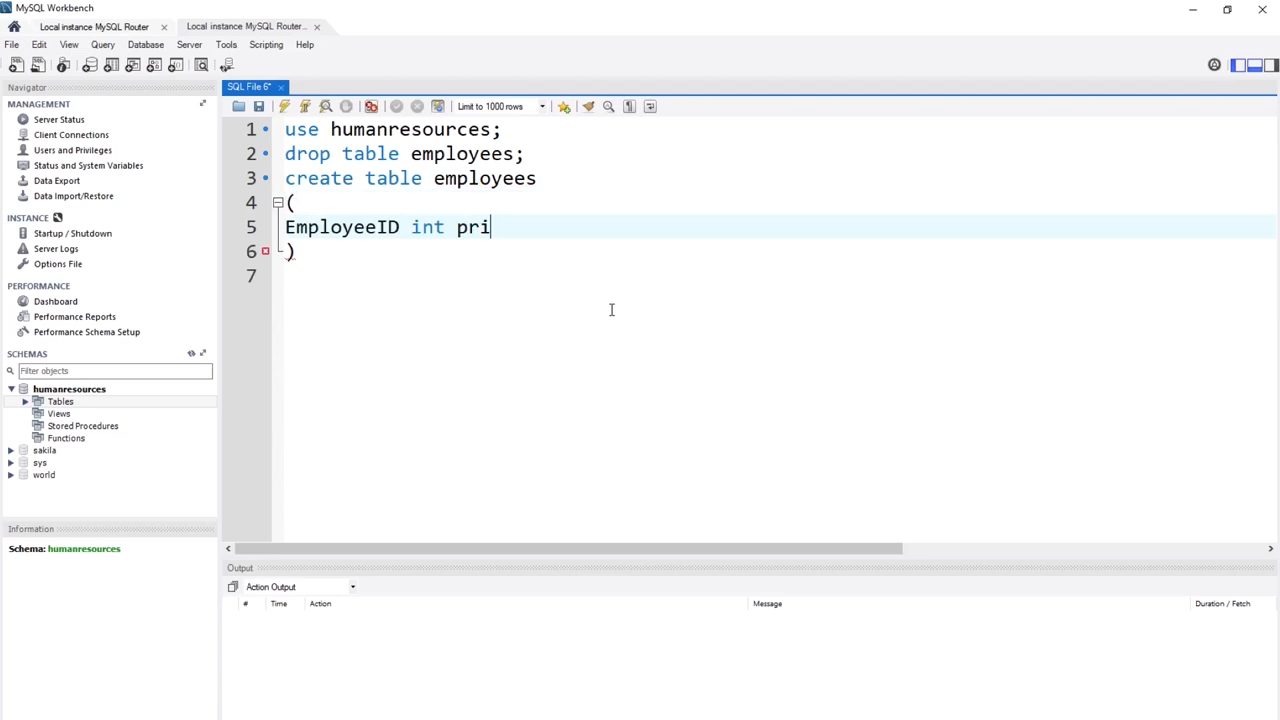 MySQL Workbench
Local instance MySQL Router
Local instance MySQL Router...
File Edit View Query Database Server Tools Scripting Help
Navigator
MANAGEMENT
Server Status
Client Connections
Users and Privileges
Status and System Variables
Data Export
Data Import/Restore
INSTANCE
Startup / Shutdown
Server Logs
Options File
PERFORMANCE
Dashboard
Performance Reports
Performance Schema Setup
SCHEMAS
Filter objects
humanresources
Tables
Views
Stored Procedures
Functions
sakila
sys
world
Information
Schema: humanresources
SQL File 6*
Limit to 1000 rows
1 use humanresources;
2 drop table employees;
3 create table employees
4 (
5 EmployeeID int pri
6 )
7
Output
Action Output
# Time Action Message Duration / Fetch